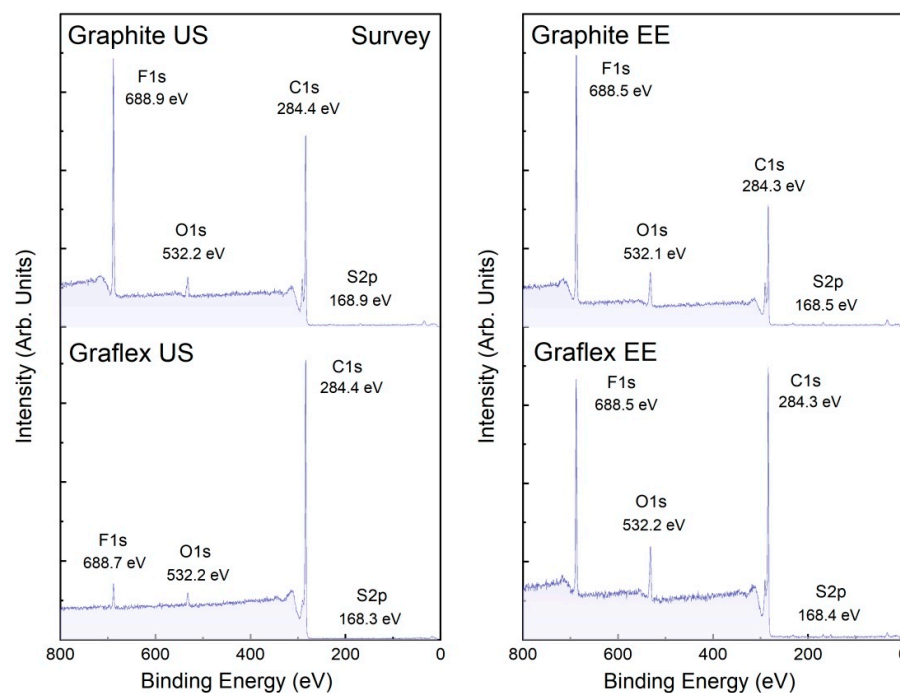 Graphite US
Survey
F1s
688.9 eV
C1s
284.4 eV
O1s
532.2 eV
S2p
168.9 eV
Graflex US
C1s
284.4 eV
F1s
688.7 eV
O1s
532.2 eV
S2p
168.3 eV
Intensity (Arb. Units)
800
600
400
200
0
Binding Energy (eV)
Graphite EE
F1s
688.5 eV
C1s
284.3 eV
O1s
532.1 eV
S2p
168.5 eV
Graflex EE
F1s
688.5 eV
C1s
284.3 eV
O1s
532.2 eV
S2p
168.4 eV
Intensity (Arb. Units)
800
600
400
200
0
Binding Energy (eV)